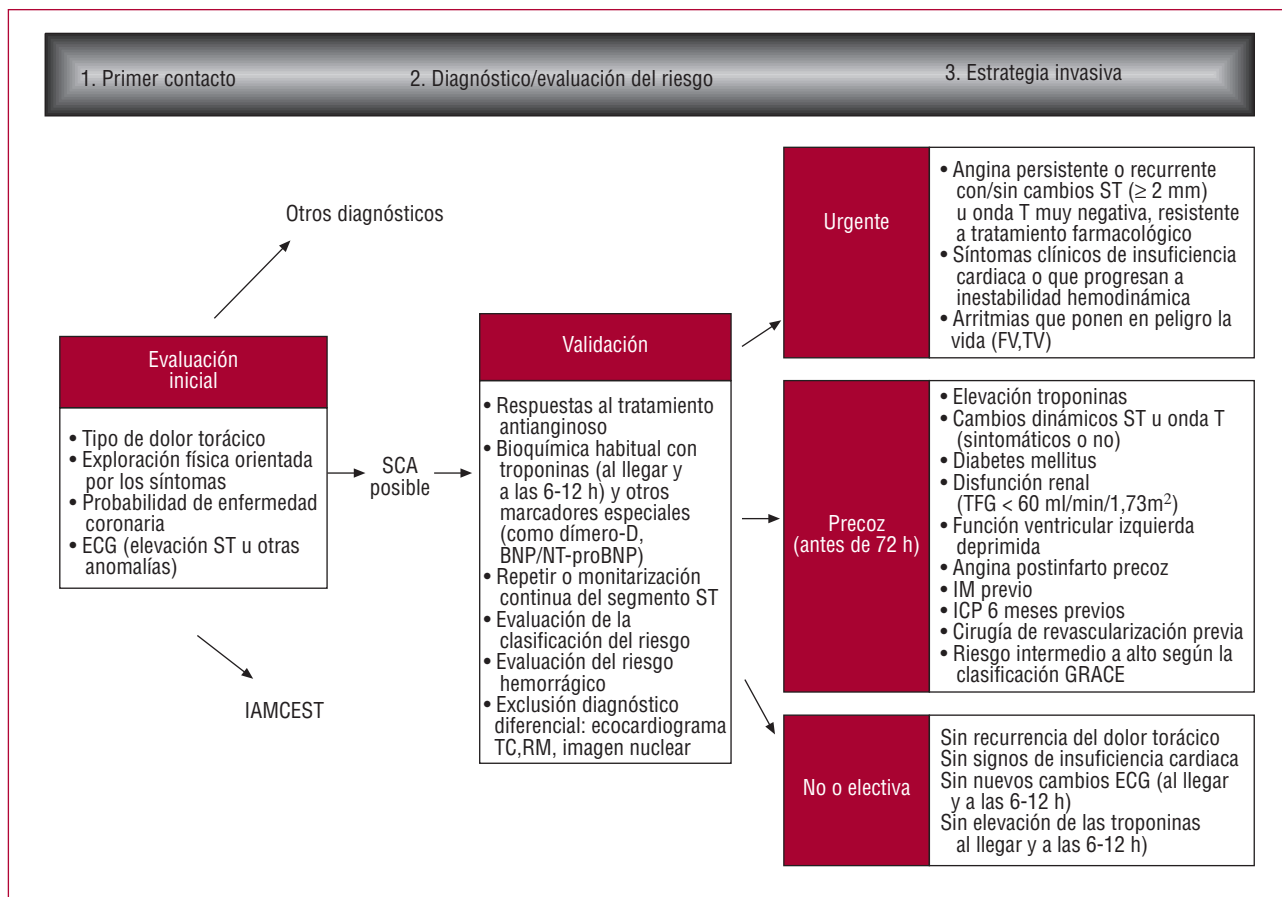 1. Primer contacto
2. Diagnóstico/evaluación del riesgo
3. Estrategia invasiva
Otros diagnósticos
Evaluación
inicial
• Tipo de dolor torácico
• Exploración física orientada
por los síntomas
• Probabilidad de enfermedad
coronaria
• ECG (elevación ST u otras
anomalías)
SCA
posible
IAMCEST
Validación
• Respuestas al tratamiento
antianginoso
• Bioquímica habitual con
troponinas (al llegar y
a las 6-12 h) y otros
marcadores especiales
(como dímero-D,
BNP/NT-proBNP)
• Repetir o monitarización
continua del segmento ST
• Evaluación de la
clasificación del riesgo
• Evaluación del riesgo
hemorrágico
• Exclusión diagnóstico
diferencial: ecocardiograma
TC,RM, imagen nuclear
Urgente
• Angina persistente o recurrente
con/sin cambios ST (≥ 2 mm)
u onda T muy negativa, resistente
a tratamiento farmacológico
• Síntomas clínicos de insuficiencia
cardiaca o que progresan a
inestabilidad hemodinámica
• Arritmias que ponen en peligro la
vida (FV,TV)
Precoz
(antes de 72 h)
• Elevación troponinas
• Cambios dinámicos ST u onda T
(sintomáticos o no)
• Diabetes mellitus
• Disfunción renal
(TFG < 60 ml/min/1,73m²)
• Función ventricular izquierda
deprimida
• Angina postinfarto precoz
• IM previo
• ICP 6 meses previos
• Cirugía de revascularización previa
• Riesgo intermedio a alto según la
clasificación GRACE
No o electiva
Sin recurrencia del dolor torácico
Sin signos de insuficiencia cardiaca
Sin nuevos cambios ECG (al llegar
y a las 6-12 h)
Sin elevación de las troponinas
al llegar y a las 6-12 h)